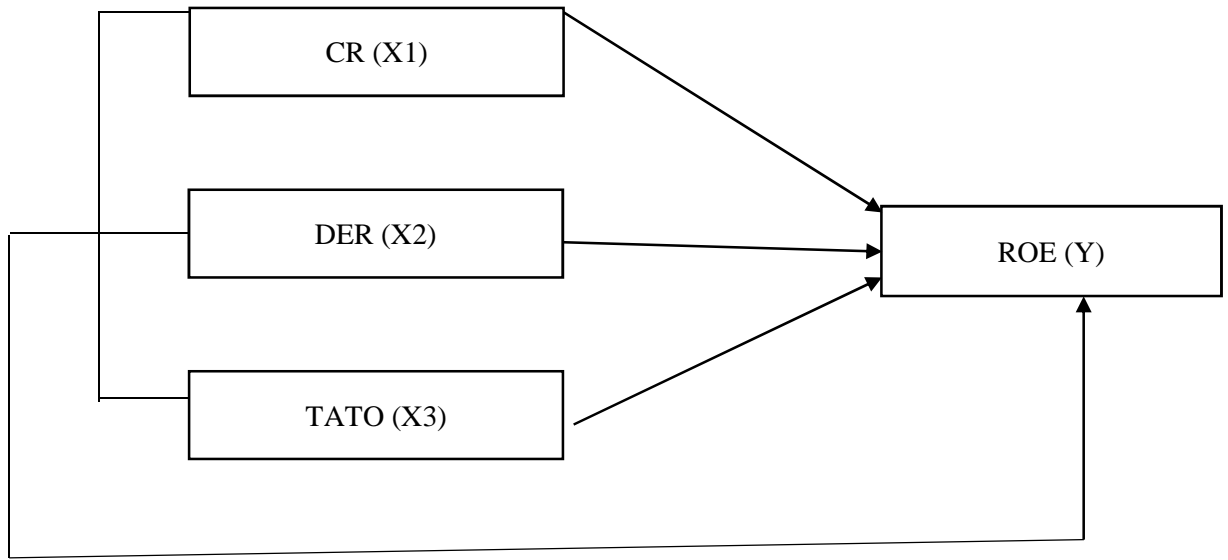 CR (X1)
DER (X2)
ROE (Y)
TATO (X3)